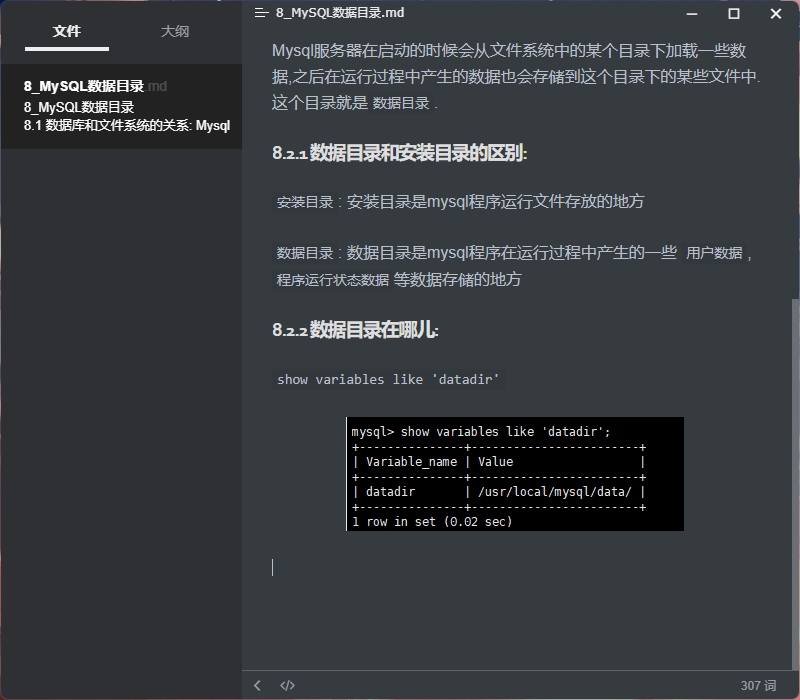 文件 大纲
8_MySQL数据目录.md
8_MySQL数据目录
8.1 数据库和文件系统的关系: Mysql
8_MySQL数据目录.md
Mysql服务器在启动的时候会从文件系统中的某个目录下加载一些数
据,之后在运行过程中产生的数据也会存储到这个目录下的某些文件中.
这个目录就是 数据目录 .
8.2.1 数据目录和安装目录的区别:
安装目录 : 安装目录是mysql程序运行文件存放的地方
数据目录 : 数据目录是mysql程序在运行过程中产生的一些 用户数据 ,
程序运行状态数据 等数据存储的地方
8.2.2 数据目录在哪儿:
show variables like 'datadir'
mysql> show variables like 'datadir';
+---------------+------------------------+
| Variable_name | Value                  |
+---------------+------------------------+
| datadir       | /usr/local/mysql/data/ |
+---------------+------------------------+
1 row in set (0.02 sec)
</> 307 词